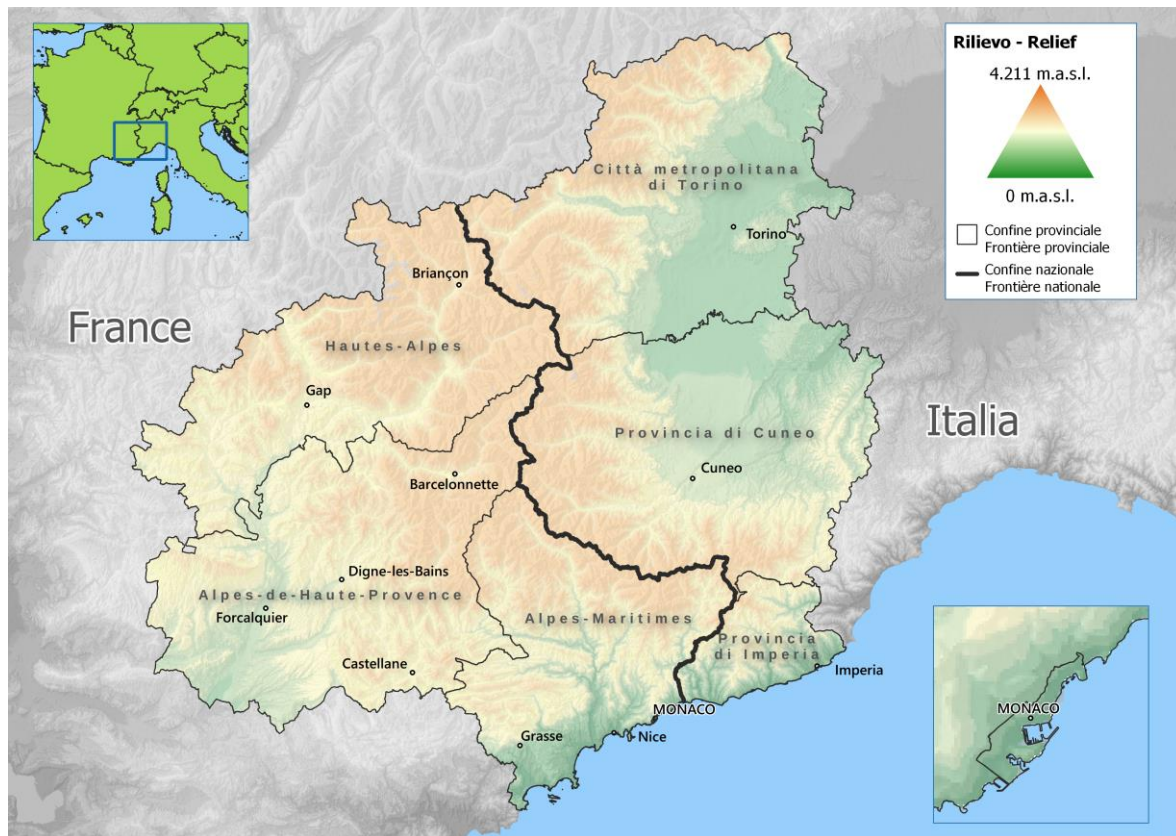 Rilievo - Relief
4.211 m.a.s.l.
0 m.a.s.l.
Confine provinciale
Frontière provinciale
Confine nazionale
Frontière nationale
Città metropolitana
di Torino
Torino
Briançon
France
Hautes-Alpes
Gap
Italia
Provincia di Cuneo
Cuneo
Barcelonnette
Digne-les-Bains
Alpes-de-Haute-Provence
Forcalquier
Alpes-Maritimes
Provincia
di Imperia
Imperia
Castellane
MONACO
Nice
Grasse
MONACO